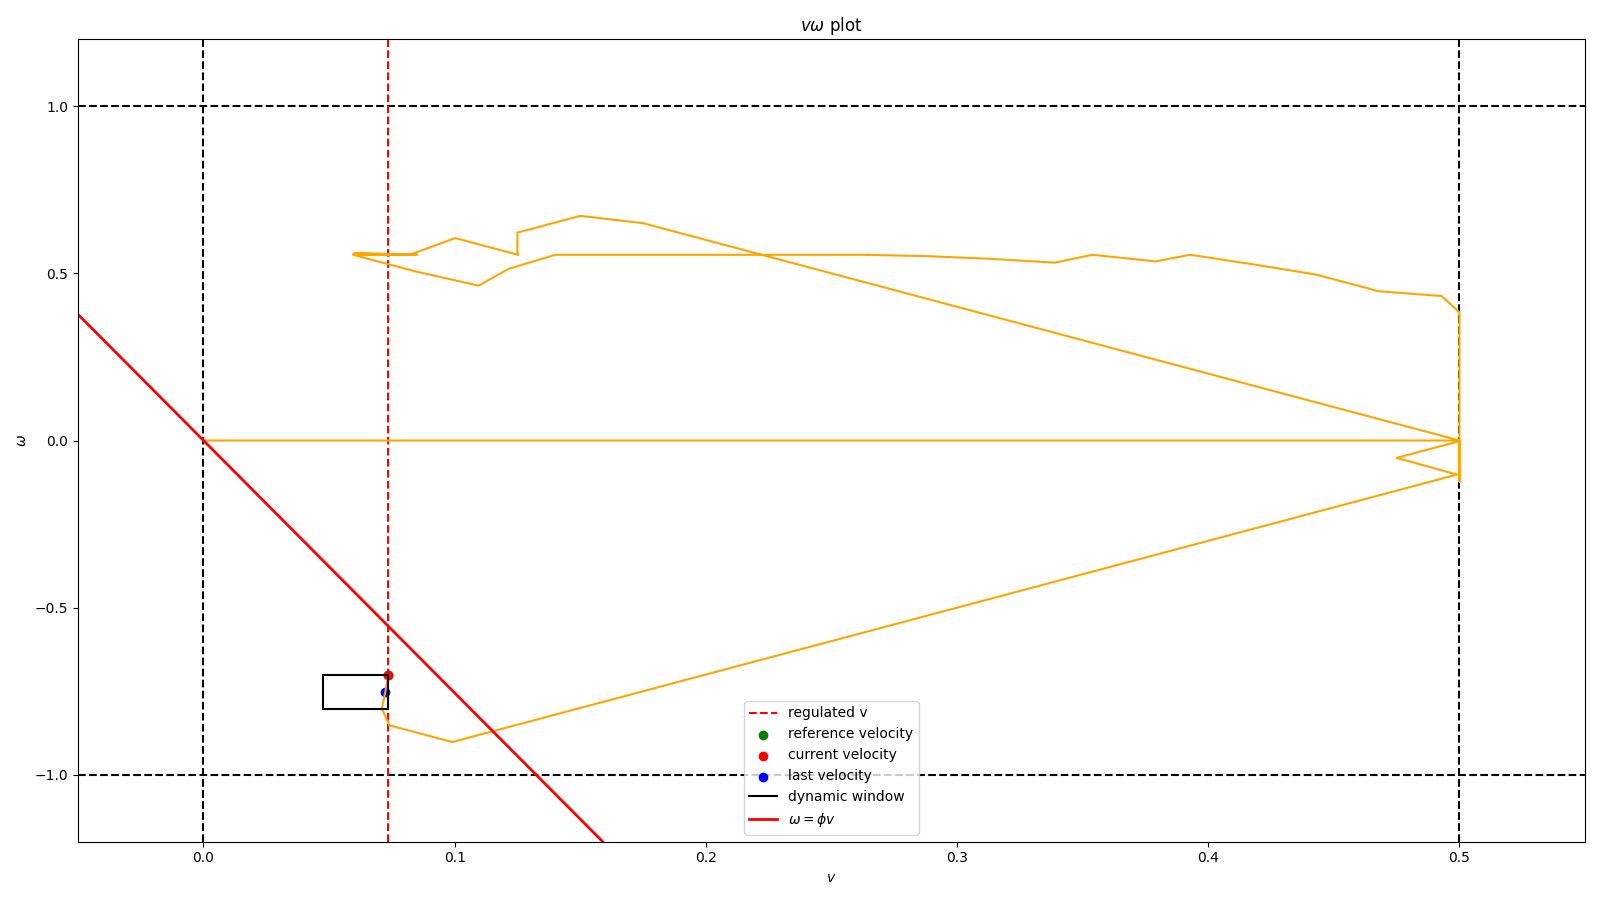 vω plot
1.0
0.5
0.0
−0.5
−1.0
ω
regulated v
reference velocity
current velocity
last velocity
dynamic window
ω = ϕv
0.0 0.1 0.2 0.3 0.4 0.5
v